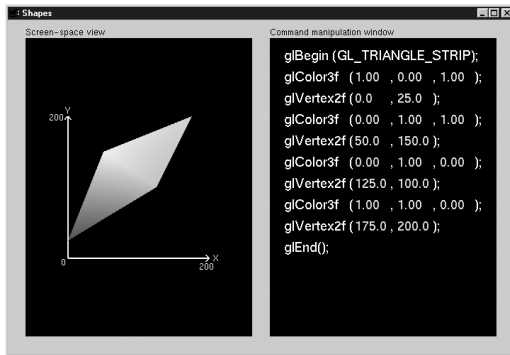 Shapes
Screen-space view
Y
200
0
200
X
Command manipulation window
glBegin (GL_TRIANGLE_STRIP);
glColor3f (1.00 , 0.00 , 1.00 );
glVertex2f (0.0 , 25.0 );
glColor3f (0.00 , 1.00 , 1.00 );
glVertex2f (50.0 , 150.0 );
glColor3f (0.00 , 1.00 , 0.00 );
glVertex2f (125.0 , 100.0 );
glColor3f (1.00 , 1.00 , 0.00 );
glVertex2f (175.0 , 200.0 );
glEnd();